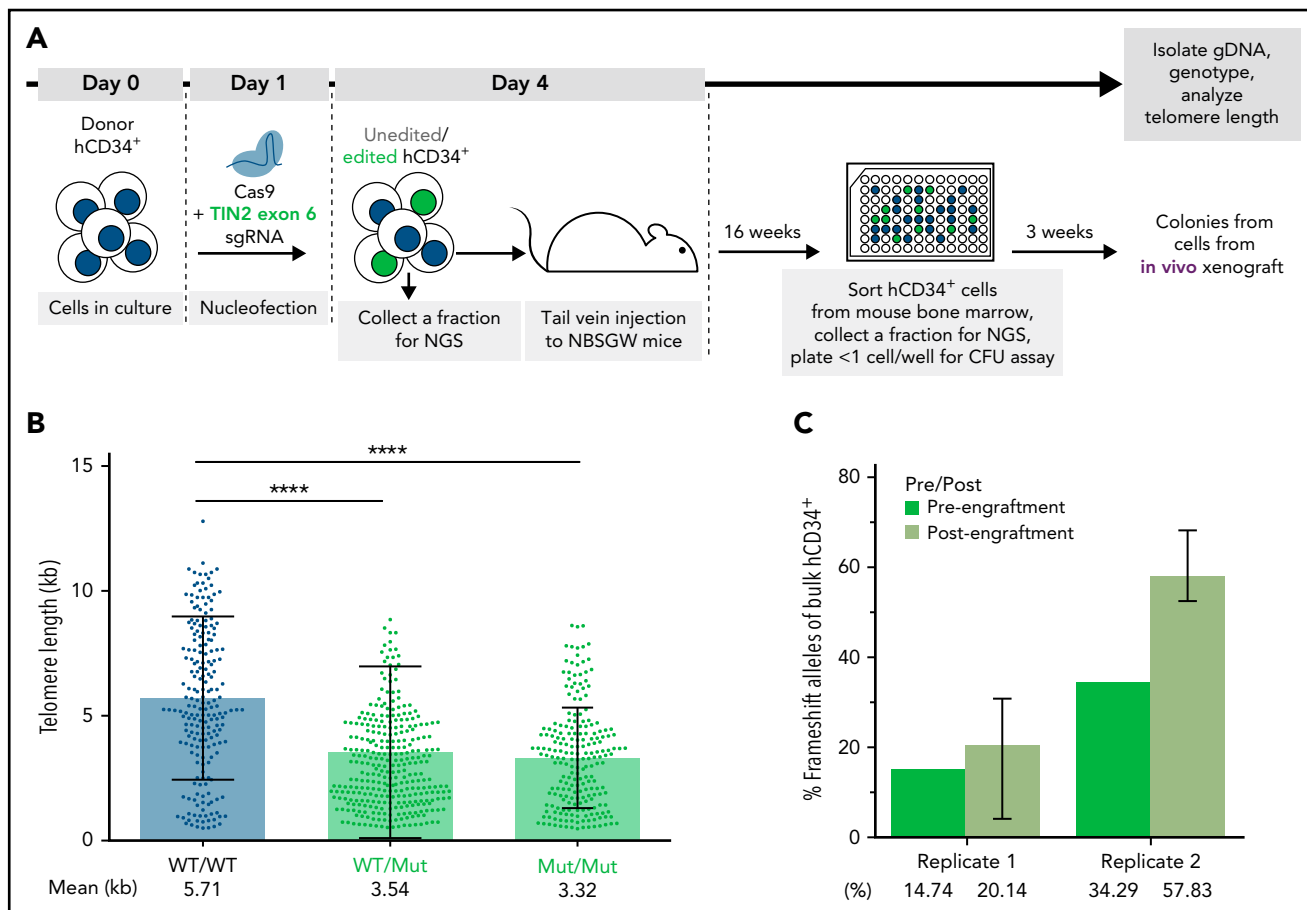 A
Day 0
Day 1
Day 4
Isolate gDNA,
genotype,
analyze
telomere length
Donor
hCD34+
Cas9
+ TIN2 exon 6
sgRNA
Unedited/
edited hCD34+
16 weeks
3 weeks
Colonies from
cells from
in vivo xenograft
Cells in culture
Nucleofection
Collect a fraction
for NGS
Tail vein injection
to NBSGW mice
Sort hCD34+ cells
from mouse bone marrow,
collect a fraction for NGS,
plate <1 cell/well for CFU assay
B
****
****
Telomere length (kb)
15
10
5
0
WT/WT
WT/Mut
Mut/Mut
Mean (kb)
5.71
3.54
3.32
C
% Frameshift alleles of bulk hCD34+
80
60
40
20
0
Pre/Post
Pre-engraftment
Post-engraftment
Replicate 1
Replicate 2
(%)
14.74
20.14
34.29
57.83